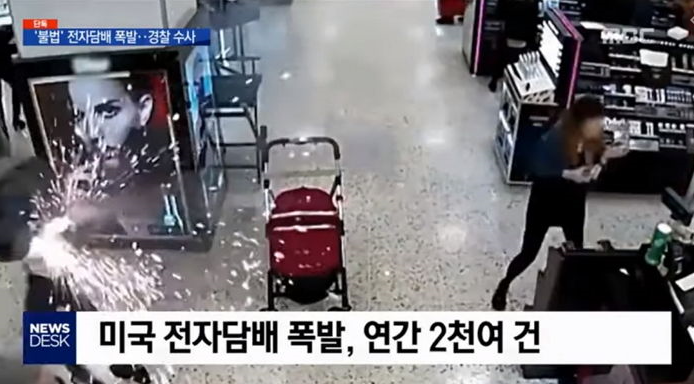 단독
'불법' 전자담배 폭발‥경찰 수사
MBC
NEWS
DESK
미국 전자담배 폭발, 연간 2천여 건